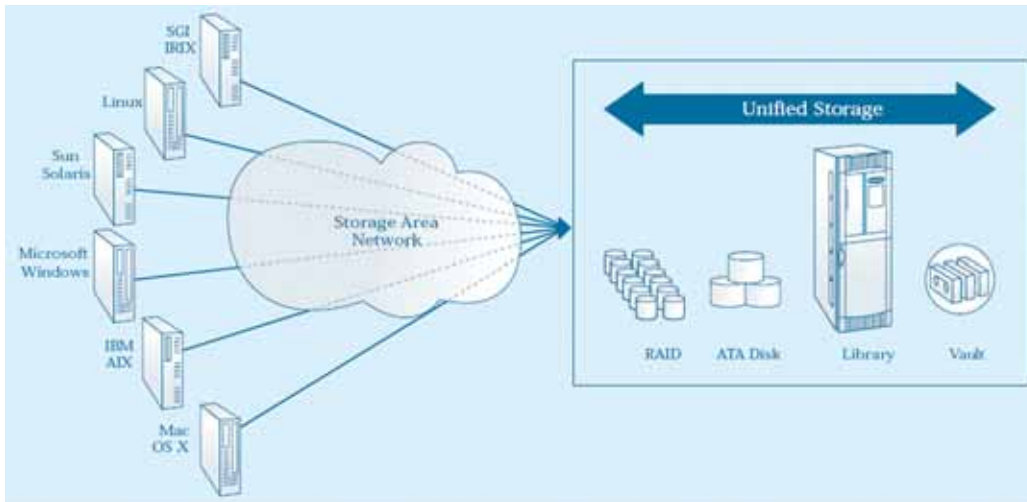 SGI
IRIX
Linux
Sun
Solaris
Microsoft
Windows
IBM
AIX
Mac
OS X
Storage Area
Network
Unified Storage
RAID
ATA Disk
Library
Vault